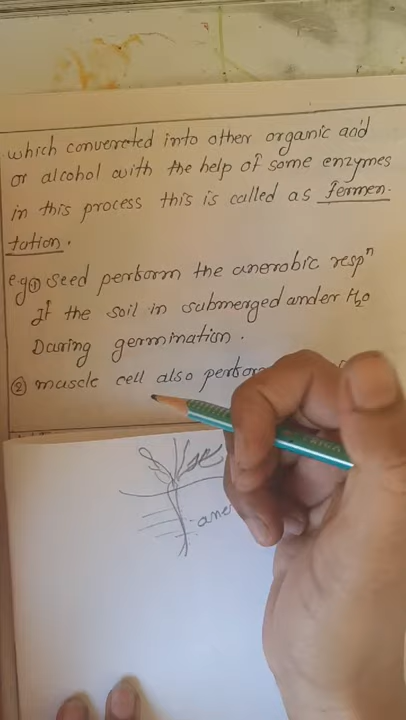 which convereted into other organic acid
or alcohol with the help of some enzymes
in this process this is called as fermen-
tation.
e.g ① seed perform the anerobic respⁿ
If the soil in submerged under H₂O
During germination.
② muscle cell also perfor
ane